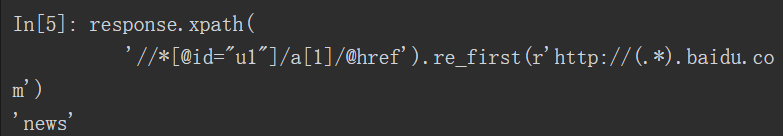 In[5]: response.xpath(
'//*[@id="u1"]/a[1]/@href').re_first(r'http://(.*).baidu.co
m')
'news'